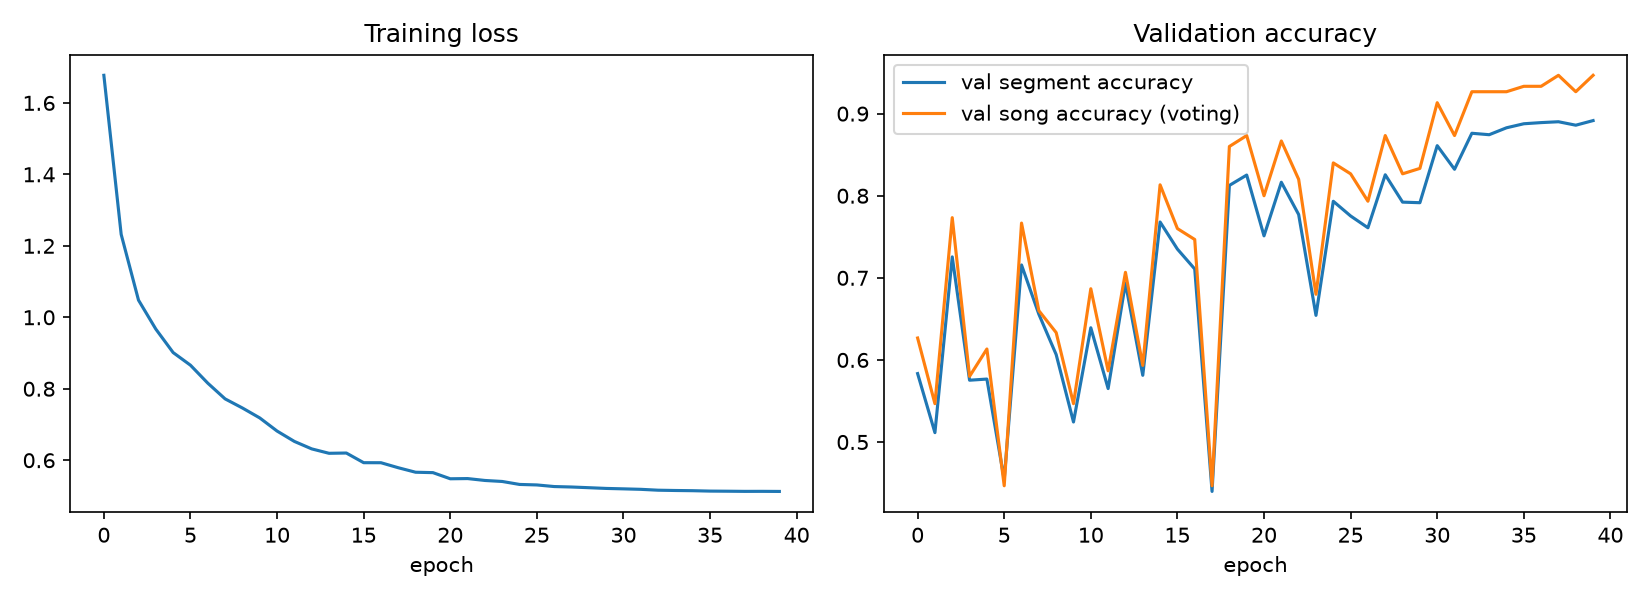 Training loss
1.6
1.4
1.2
1.0
0.8
0.6
0 5 10 15 20 25 30 35 40
epoch
Validation accuracy
val segment accuracy
val song accuracy (voting)
0.9
0.8
0.7
0.6
0.5
0 5 10 15 20 25 30 35 40
epoch